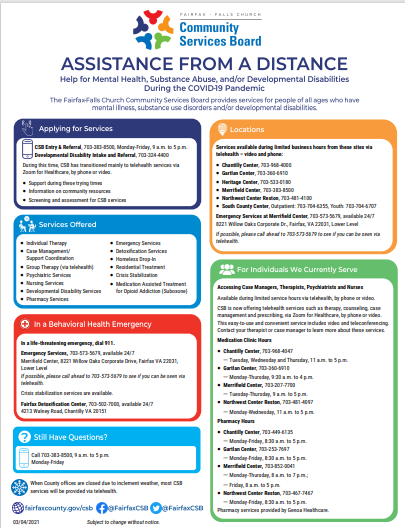 FAIRFAX - FALLS CHURCH
Community
Services Board
ASSISTANCE FROM A DISTANCE
Help for Mental Health, Substance Abuse, and/or Developmental Disabilities
During the COVID-19 Pandemic
The Fairfax-Falls Church Community Services Board provides services for people of all ages who have
mental illness, substance use disorders and/or developmental disabilities.
Applying for Services
CSB Entry & Referral, 703-383-8500, Monday-Friday, 9 a.m. to 5 p.m.
Developmental Disability Intake and Referral, 703-324-4400
During this time, CSB has transitioned mainly to telehealth services via
Zoom for Healthcare, by phone or video.
• Support during these trying times
• Information on community resources
• Screening and assessment for CSB services
Services Offered
• Individual Therapy
• Case Management/
Support Coordination
• Group Therapy (via telehealth)
• Psychiatric Services
• Nursing Services
• Developmental Disability Services
• Pharmacy Services
• Emergency Services
• Detoxification Services
• Homeless Drop-In
• Residential Treatment
• Crisis Stabilization
• Medication Assisted Treatment
for Opioid Addiction (Suboxone)
In a Behavioral Health Emergency
In a life-threatening emergency, dial 911.
Emergency Services, 703-573-5679, available 24/7
Merrifield Center, 8221 Willow Oaks Corporate Drive, Fairfax VA 22031,
Lower Level
If possible, please call ahead to 703-573-5679 to see if you can be seen via
telehealth.
Crisis stabilization services are available.
Fairfax Detoxification Center, 703-502-7000, available 24/7
4213 Walney Road, Chantilly VA 20151
Still Have Questions?
Call 703-383-8500, 9 a.m. to 5 p.m.
Monday-Friday
When County offices are closed due to inclement weather, most CSB
services will be provided via telehealth.
fairfaxcounty.gov/csb
@FairfaxCSB
@FairfaxCSB
03/04/2021
Subject to change without notice.
Locations
Services available during limited business hours from these sites via
telehealth – video and phone:
• Chantilly Center, 703-968-4000
• Gartlan Center, 703-360-6910
• Heritage Center, 703-533-0180
• Merrifield Center, 703-383-8500
• Northwest Center Reston, 703-481-4100
• South County Center, Outpatient: 703-704-6355, Youth: 703-704-6707
Emergency Services at Merrifield Center, 703-573-5679, available 24/7
8221 Willow Oaks Corporate Dr., Fairfax, VA 22031, Lower Level
If possible, please call ahead to 703-573-5679 to see if you can be seen via
telehealth.
For Individuals We Currently Serve
Accessing Case Managers, Therapists, Psychiatrists and Nurses
Available during limited service hours via telehealth, by phone or video.
CSB is now offering telehealth services such as therapy, counseling, case
management and prescribing, via Zoom for Healthcare, by phone or video.
This easy-to-use and convenient service includes video and teleconferencing.
Contact your therapist or case manager to learn more about these services.
Medication Clinic Hours
• Chantilly Center, 703-968-4047
— Tuesday, Wednesday and Thursday, 11 a.m. to 5 p.m.
• Gartlan Center, 703-360-6910
— Monday-Thursday, 9:30 a.m. to 4 p.m.
• Merrifield Center, 703-207-7700
— Tuesday-Thursday, 9 a.m. to 5 p.m.
• Northwest Center Reston, 703-481-4097
— Monday-Wednesday, 11 a.m. to 5 p.m.
Pharmacy Hours
• Chantilly Center, 703-449-6135
— Monday-Friday, 8:30 a.m. to 5 p.m.
• Gartlan Center, 703-253-7697
— Monday-Friday, 8:30 a.m. to 5 p.m.
• Merrifield Center, 703-852-0041
— Monday-Thursday, 8 a.m. to 7 p.m.;
— Friday, 8 a.m. to 5 p.m.
• Northwest Center Reston, 703-467-7467
— Monday-Friday, 8:30 a.m. to 5 p.m.
Pharmacy services provided by Genoa Healthcare.